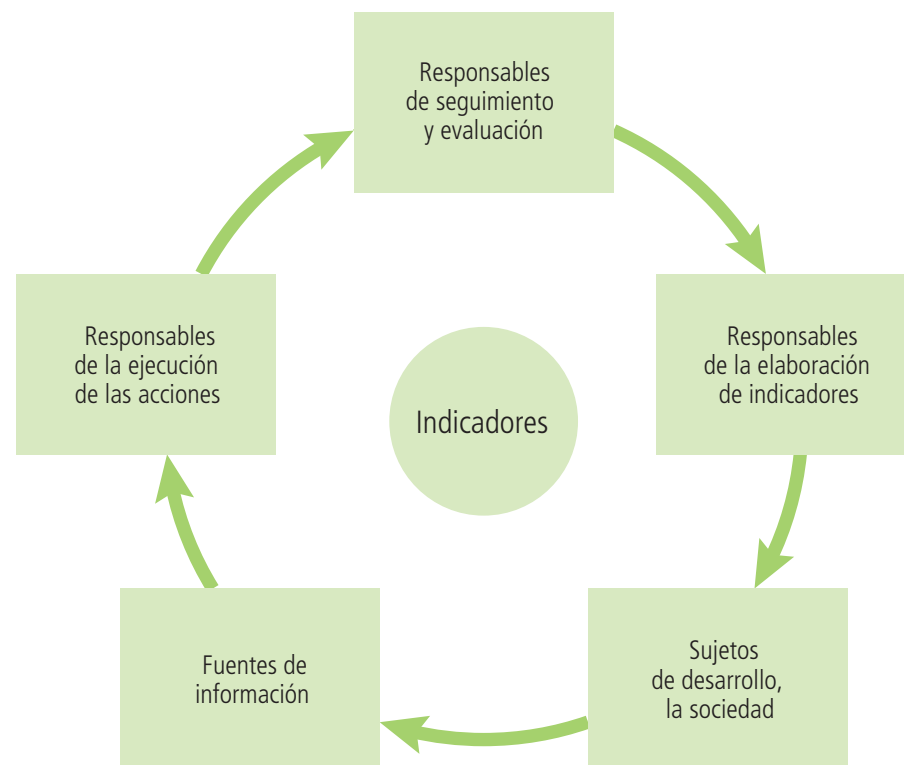 Responsables
de seguimiento
y evaluación
Responsables
de la ejecución
de las acciones
Indicadores
Responsables
de la elaboración
de indicadores
Fuentes de
información
Sujetos
de desarrollo,
la sociedad